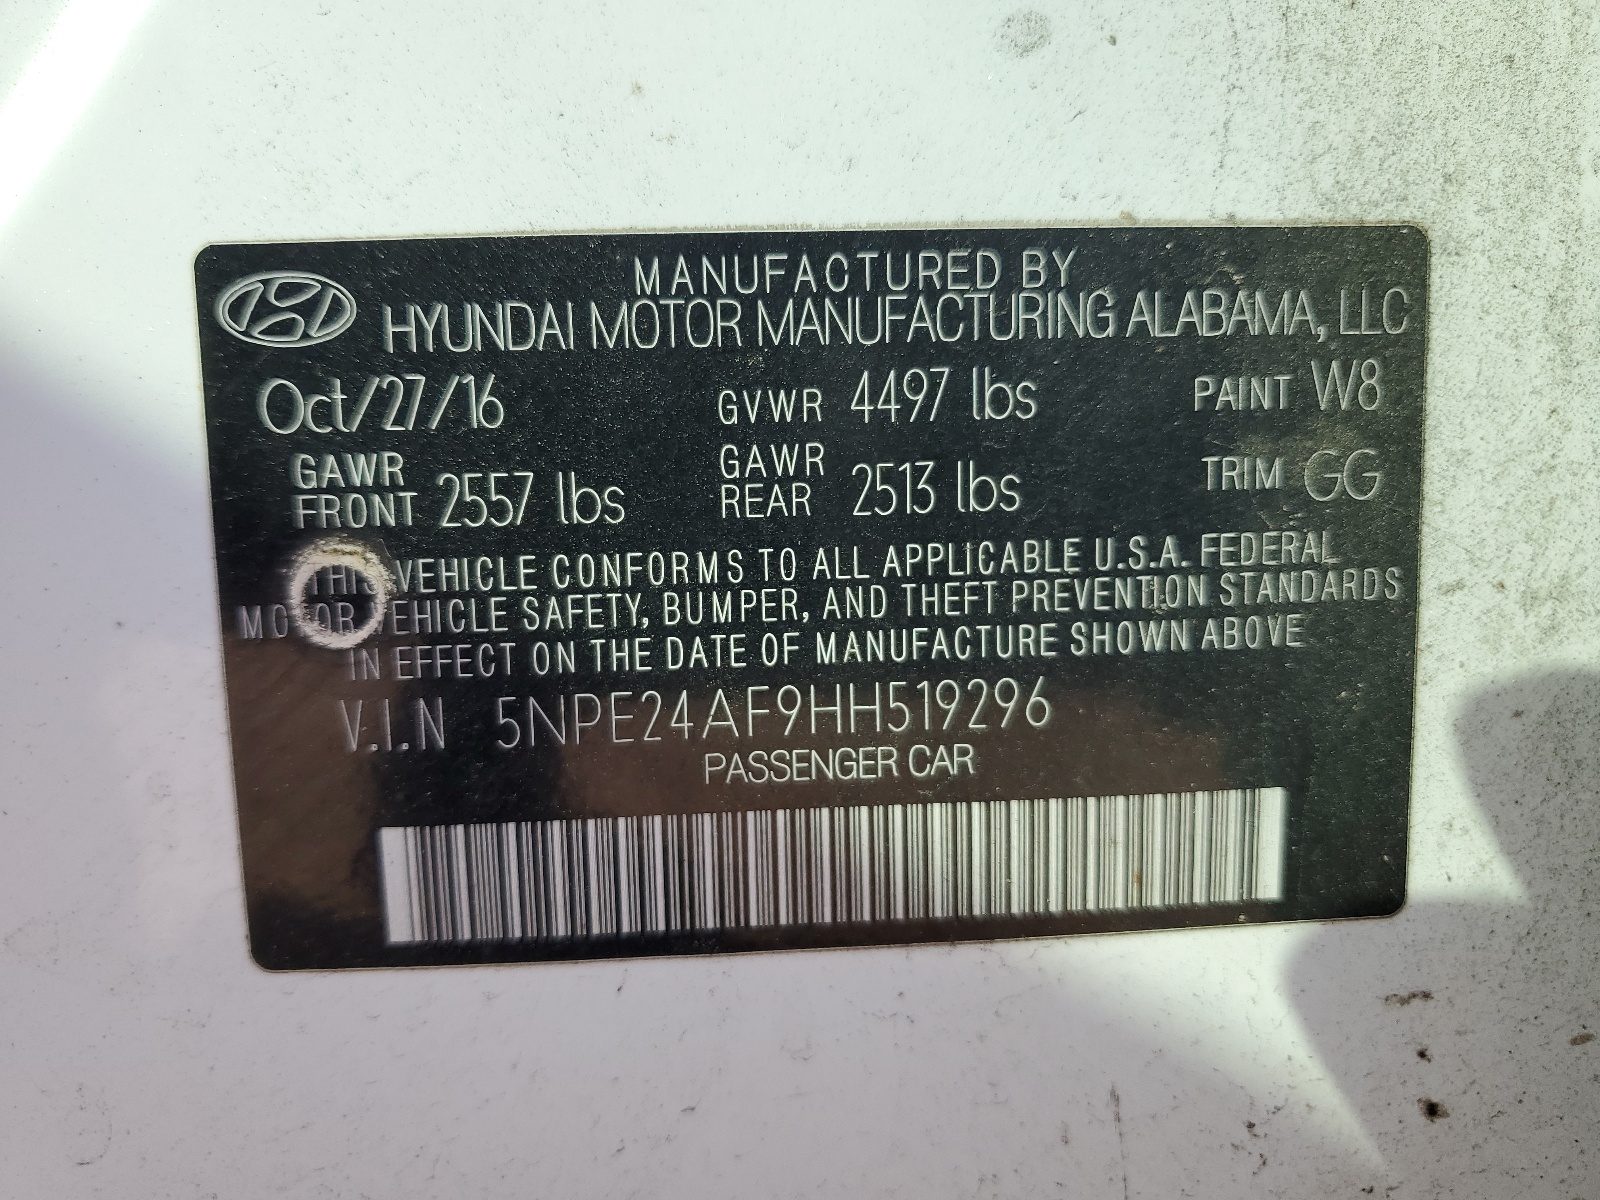 MANUFACTURED BY
HYUNDAI MOTOR MANUFACTURING ALABAMA, LLC
Oct/27/16 GVWR 4497 lbs PAINT W8
GAWR FRONT 2557 lbs GAWR REAR 2513 lbs TRIM GG
THIS VEHICLE CONFORMS TO ALL APPLICABLE U.S.A. FEDERAL
MOTOR VEHICLE SAFETY, BUMPER, AND THEFT PREVENTION STANDARDS
IN EFFECT ON THE DATE OF MANUFACTURE SHOWN ABOVE
V.I.N 5NPE24AF9HH519296
PASSENGER CAR